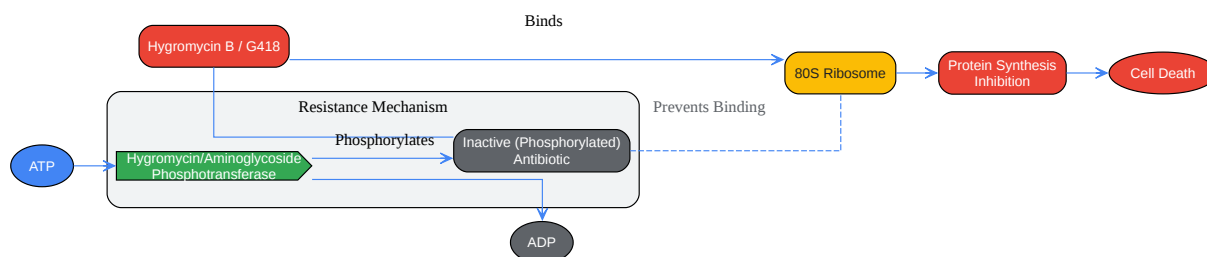 Binds
Hygromycin B / G418
80S Ribosome
Protein Synthesis
Inhibition
Cell Death
Resistance Mechanism
Prevents Binding
Phosphorylates
Inactive (Phosphorylated)
Antibiotic
ATP
Hygromycin/Aminoglycoside
Phosphotransferase
ADP